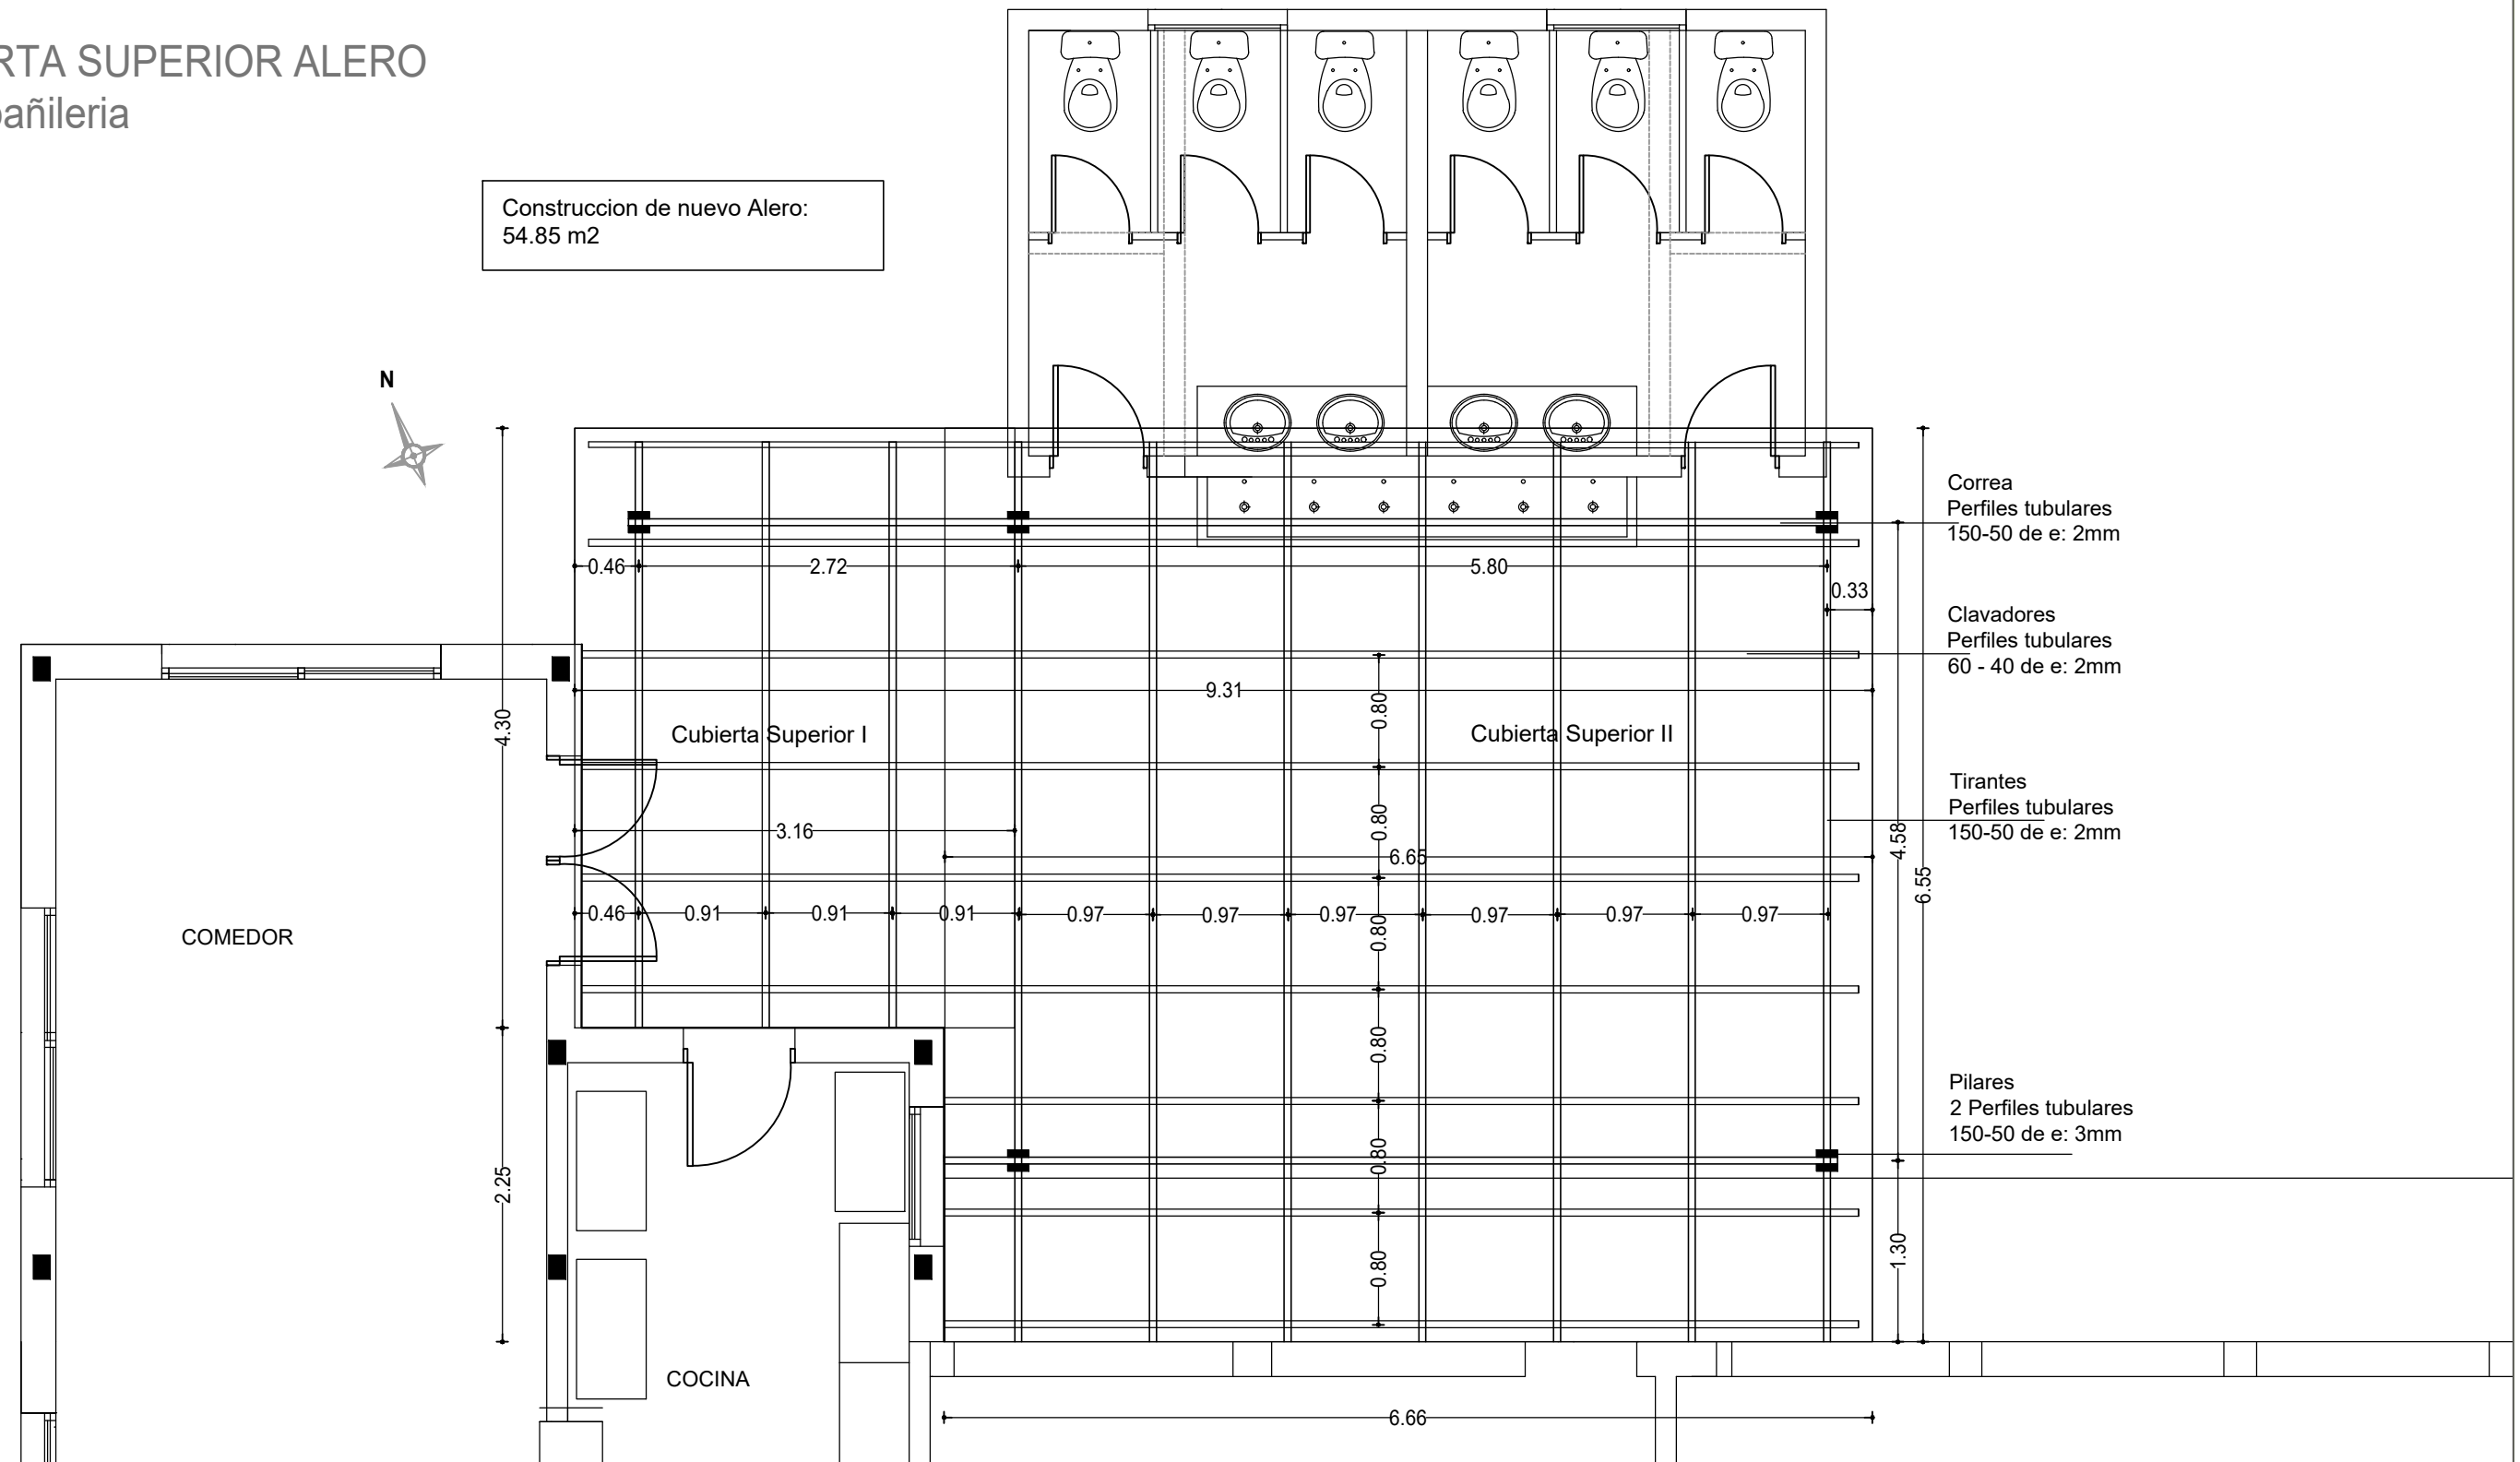 RTA SUPERIOR ALERO
añileria
Construccion de nuevo Alero:
54.85 m2
N
Correa
Perfiles tubulares
150-50 de e: 2mm
0.46
2.72
5.80
0.33
Clavadores
Perfiles tubulares
60 - 40 de e: 2mm
9.31
4.30
0.80
Cubierta Superior I
Cubierta Superior II
Tirantes
Perfiles tubulares
150-50 de e: 2mm
3.16
0.80
4.58
6.65
6.55
0.46
0.91
0.91
0.91
0.97
0.97
0.97
0.97
0.97
0.97
COMEDOR
0.80
0.80
Pilares
2 Perfiles tubulares
150-50 de e: 3mm
0.80
2.25
1.30
0.80
COCINA
6.66